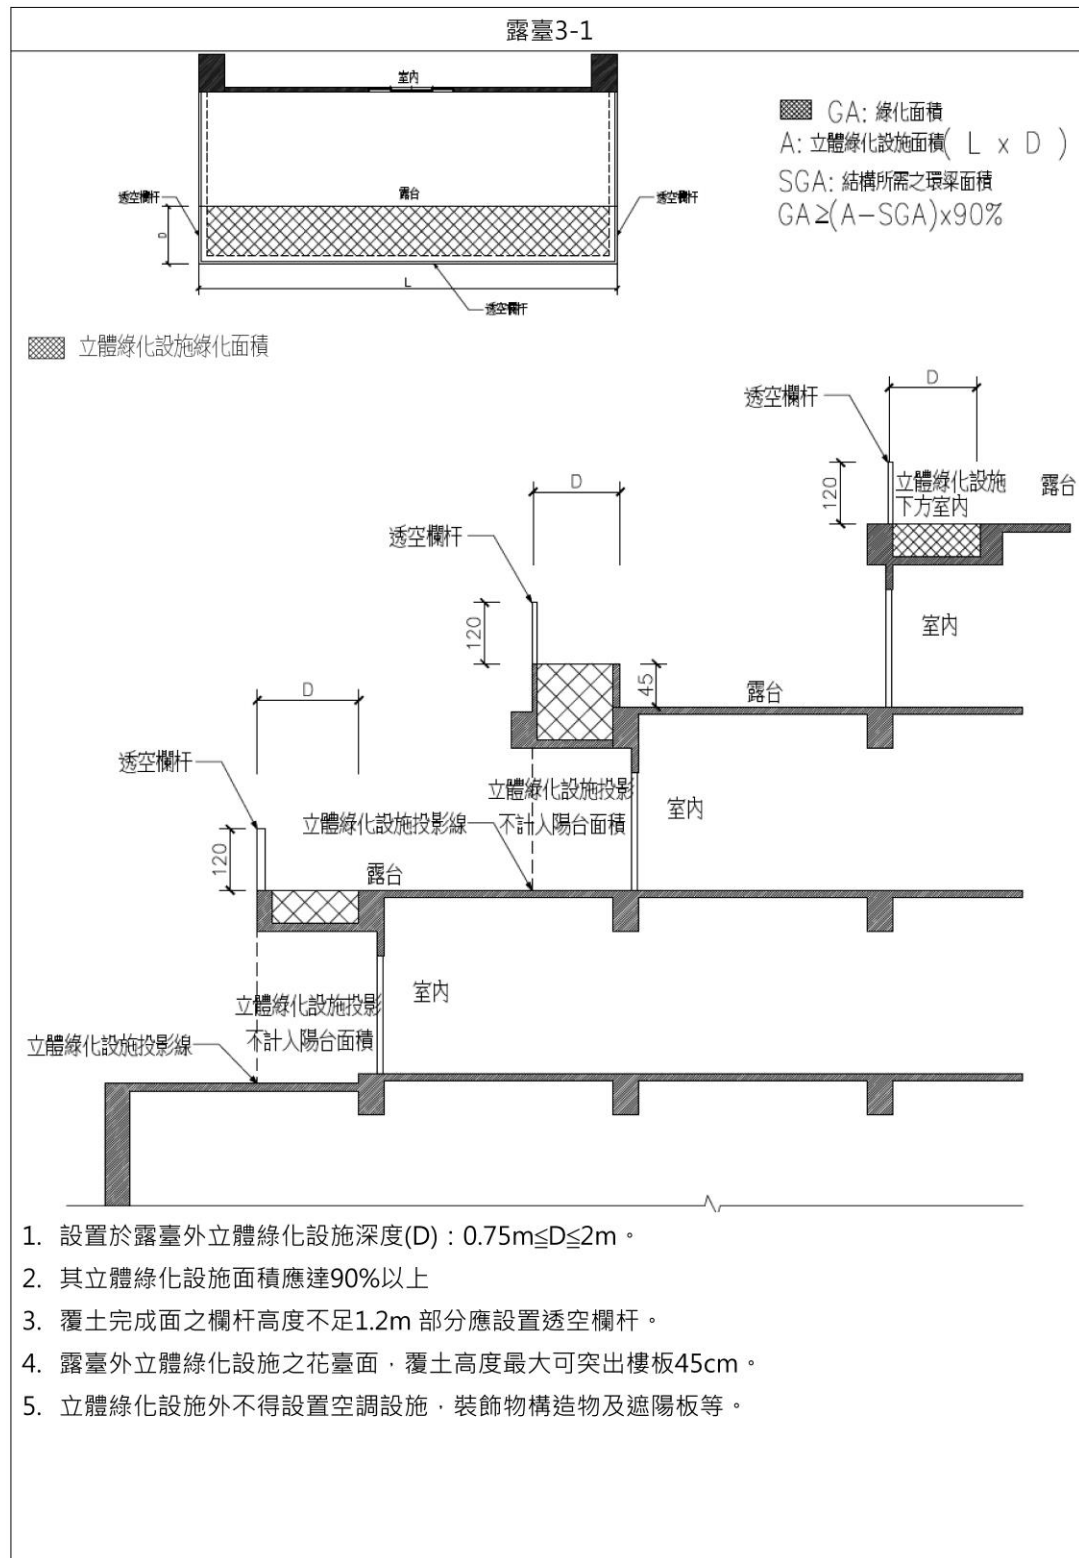 露臺3-1
室內
GA: 綠化面積
A: 立體綠化設施面積( L x D )
SGA: 結構所需之環梁面積
GA≥(A-SGA)x90%
透空欄杆
露台
透空欄杆
D
L
透空欄杆
立體綠化設施綠化面積
D
透空欄杆
120
立體綠化設施
下方室內
露台
D
透空欄杆
120
室內
45
露台
D
透空欄杆
立體綠化設施投影
不計入陽台面積
室內
立體綠化設施投影線
120
露台
立體綠化設施投影
不計入陽台面積
室內
立體綠化設施投影線
1. 設置於露臺外立體綠化設施深度(D)：0.75m≦D≦2m。
2. 其立體綠化設施面積應達90%以上
3. 覆土完成面之欄杆高度不足1.2m 部分應設置透空欄杆。
4. 露臺外立體綠化設施之花臺面，覆土高度最大可突出樓板45cm。
5. 立體綠化設施外不得設置空調設施，裝飾物構造物及遮陽板等。